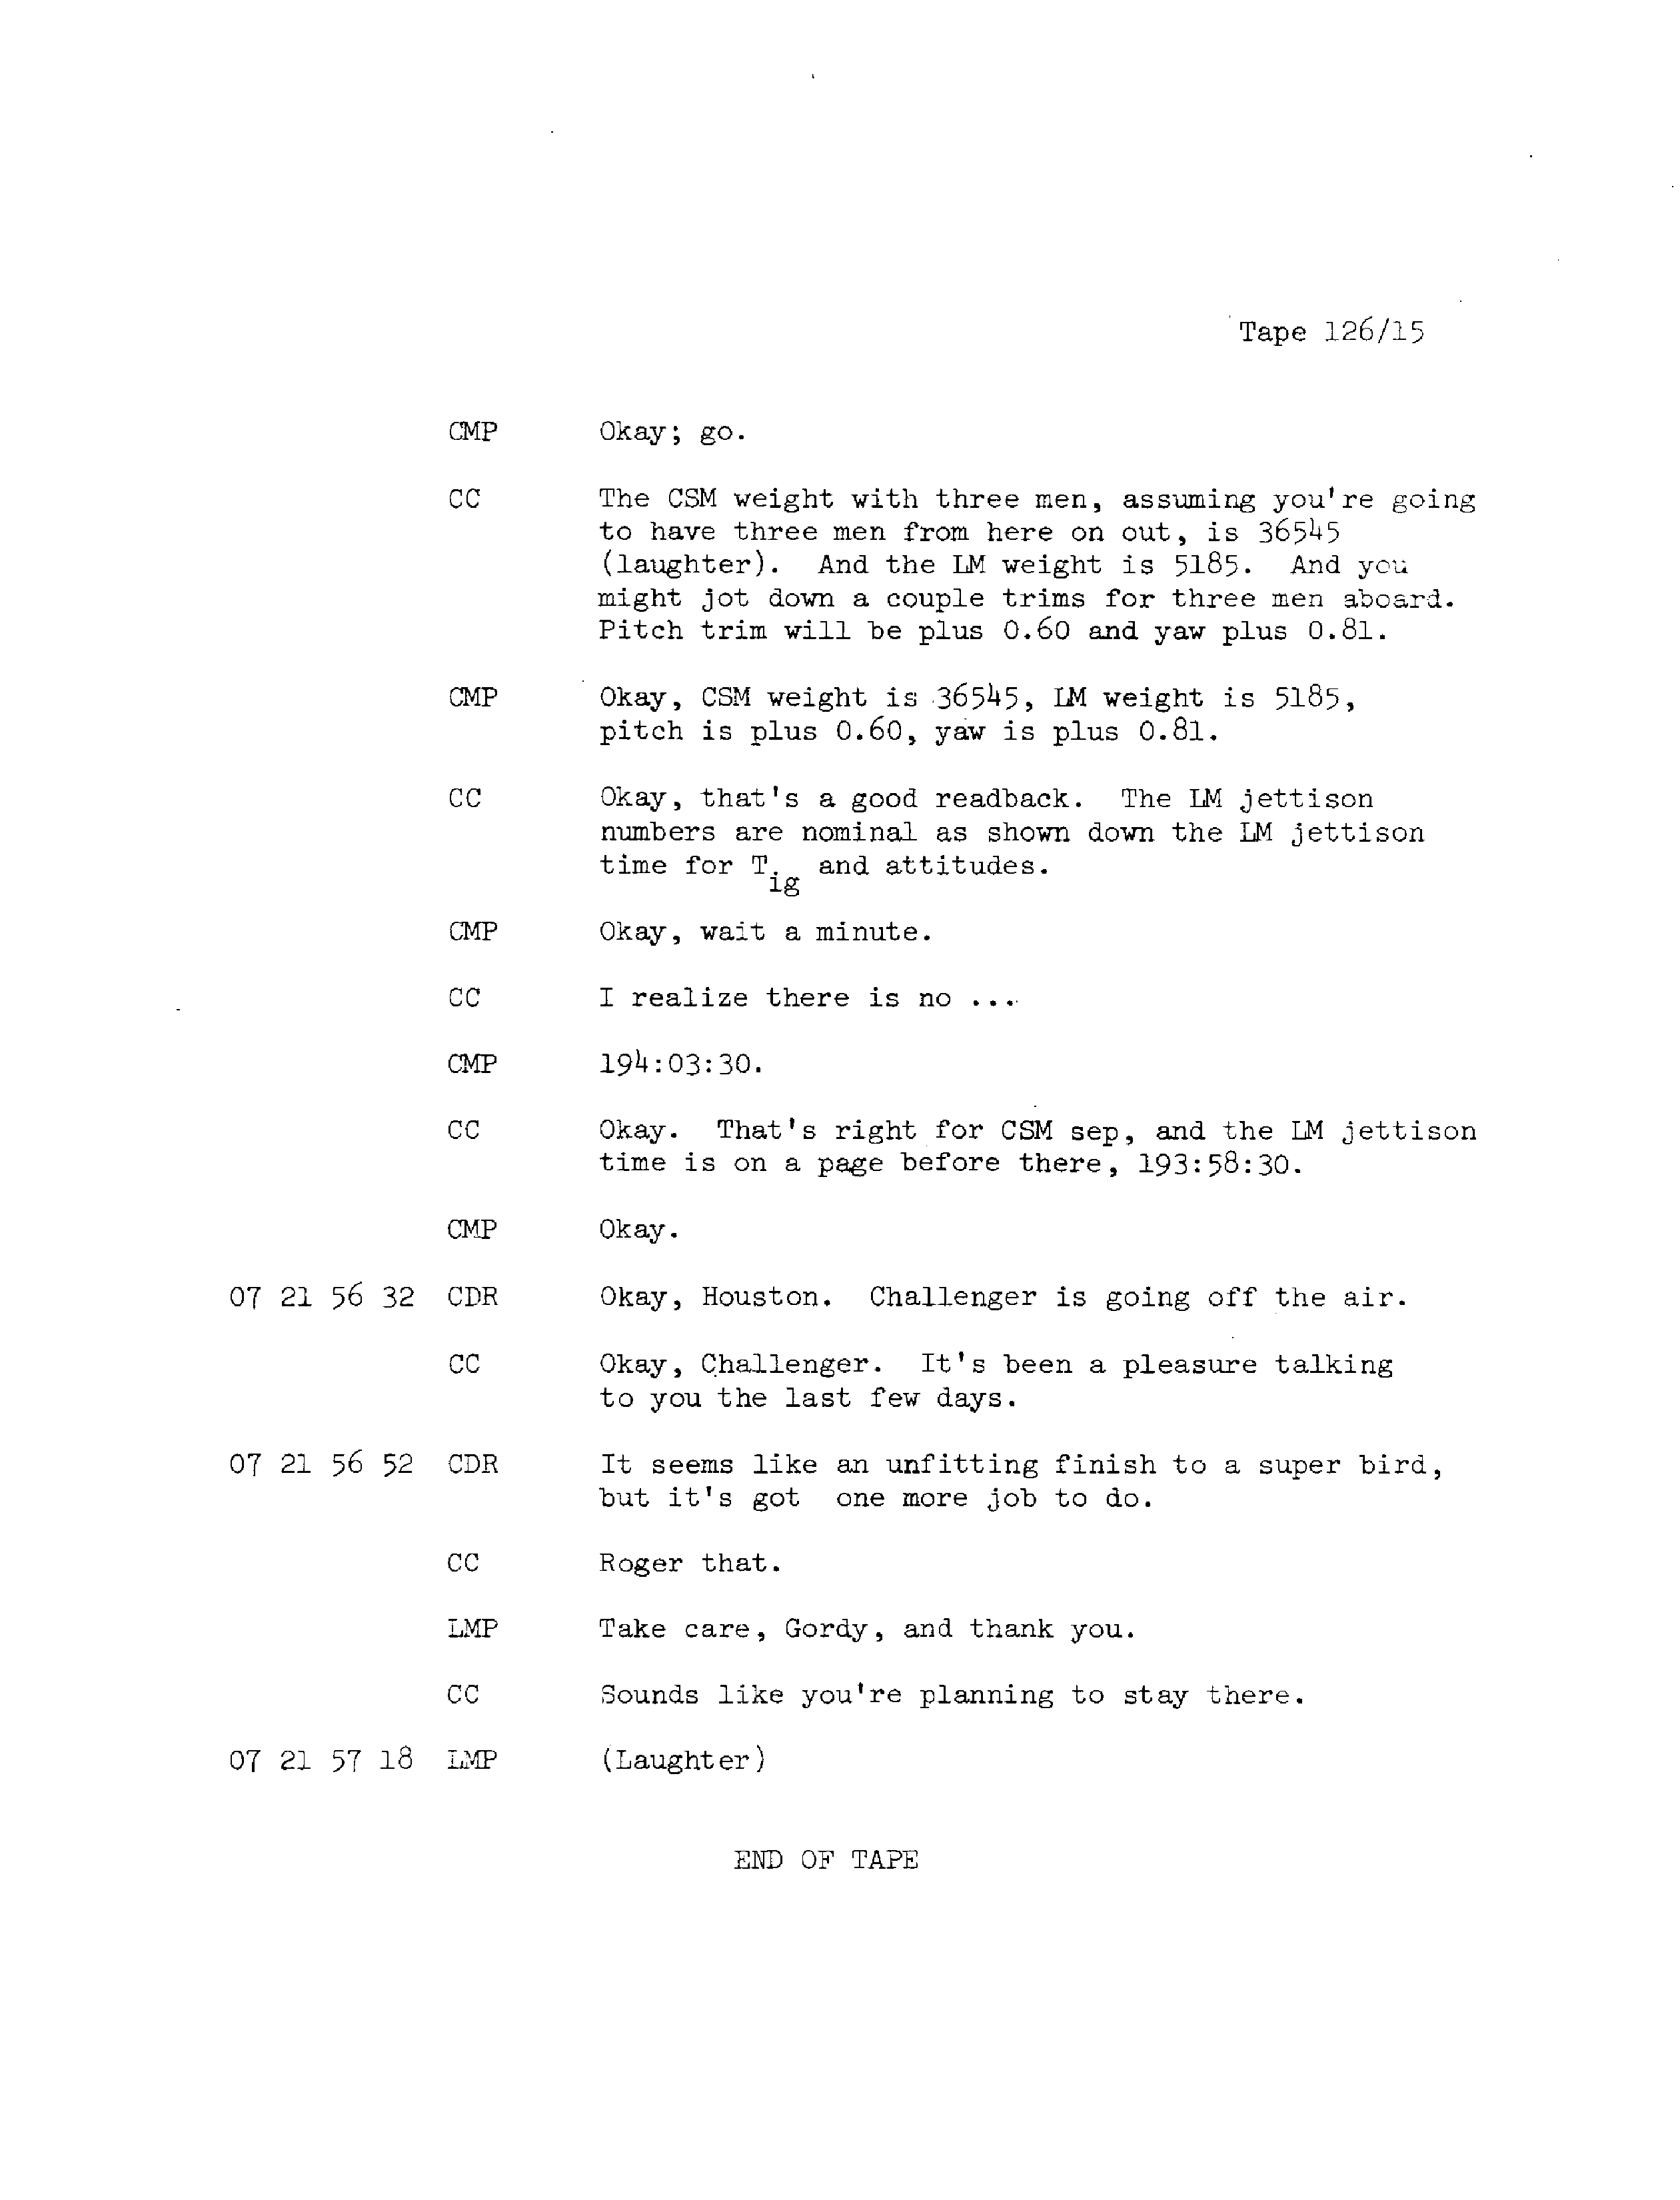 Tape 126/15
CMP Okay; go.
CC The CSM weight with three men, assuming you're going
to have three men from here on out, is 36545
(laughter). And the LM weight is 5185. And you
might jot down a couple trims for three men aboard.
Pitch trim will be plus 0.60 and yaw plus 0.81.
CMP Okay, CSM weight is 36545, LM weight is 5185,
pitch is plus 0.60, yaw is plus 0.81.
CC Okay, that's a good readback. The LM jettison
numbers are nominal as shown down the LM jettison
time for Tig and attitudes.
CMP Okay, wait a minute.
CC I realize there is no ...
CMP 194:03:30.
CC Okay. That's right for CSM sep, and the LM jettison
time is on a page before there, 193:58:30.
CMP Okay.
07 21 56 32 CDR Okay, Houston. Challenger is going off the air.
CC Okay, Challenger. It's been a pleasure talking
to you the last few days.
07 21 56 52 CDR It seems like an unfitting finish to a super bird,
but it's got one more job to do.
CC Roger that.
LMP Take care, Gordy, and thank you.
CC Sounds like you're planning to stay there.
07 21 57 18 LMP (Laughter)
END OF TAPE